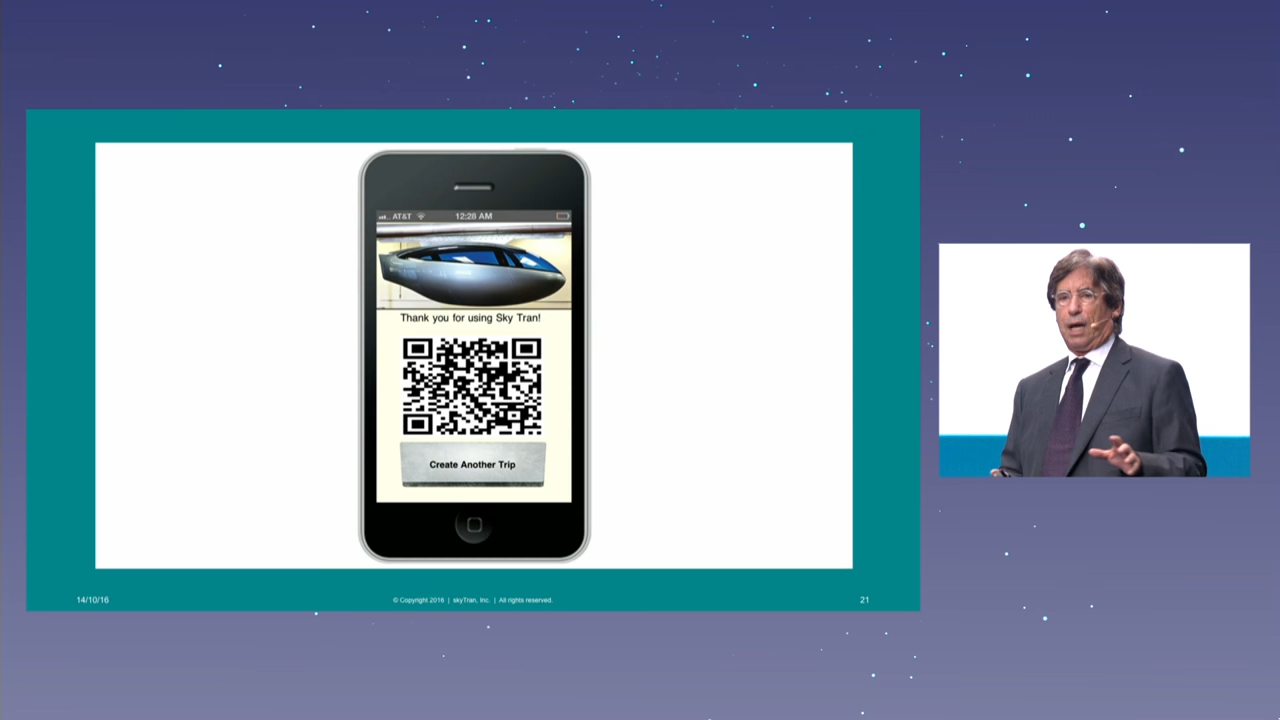 AT&T 12:28 AM
Thank you for using Sky Tran!
Create Another Trip
14/10/16 © Copyright 2016 | skyTran, Inc. | All rights reserved. 21